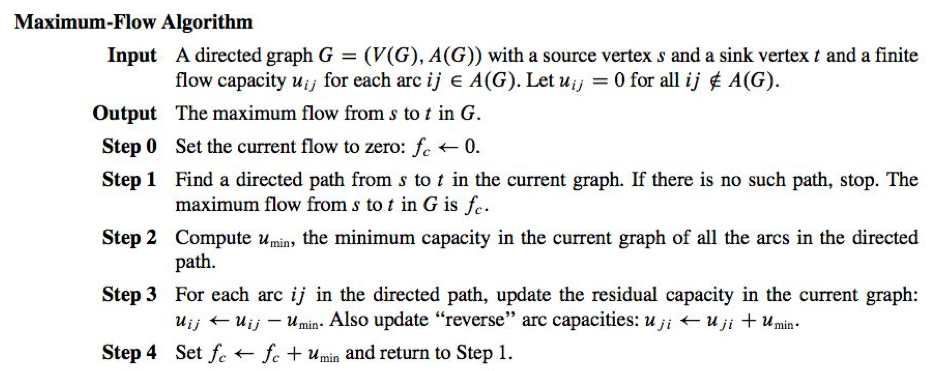 Maximum-Flow Algorithm
Input A directed graph G = (V(G), A(G)) with a source vertex s and a sink vertex t and a finite
flow capacity u_{ij} for each arc ij ∈ A(G). Let u_{ij} = 0 for all ij ∉ A(G).
Output The maximum flow from s to t in G.
Step 0 Set the current flow to zero: f_c ← 0.
Step 1 Find a directed path from s to t in the current graph. If there is no such path, stop. The
maximum flow from s to t in G is f_c.
Step 2 Compute u_{min}, the minimum capacity in the current graph of all the arcs in the directed
path.
Step 3 For each arc ij in the directed path, update the residual capacity in the current graph:
u_{ij} ← u_{ij} − u_{min}. Also update “reverse” arc capacities: u_{ji} ← u_{ji} + u_{min}.
Step 4 Set f_c ← f_c + u_{min} and return to Step 1.